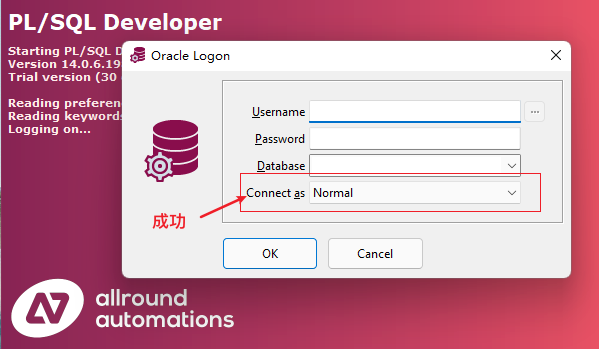 PL/SQL Developer
Starting PL/SQL D
Version 14.0.6.19
Trial version (30
Reading preferenc
Reading keywords
Logging on...
Oracle Logon
Username
...
Password
Database
Connect as Normal
成功
OK Cancel
allround
automations